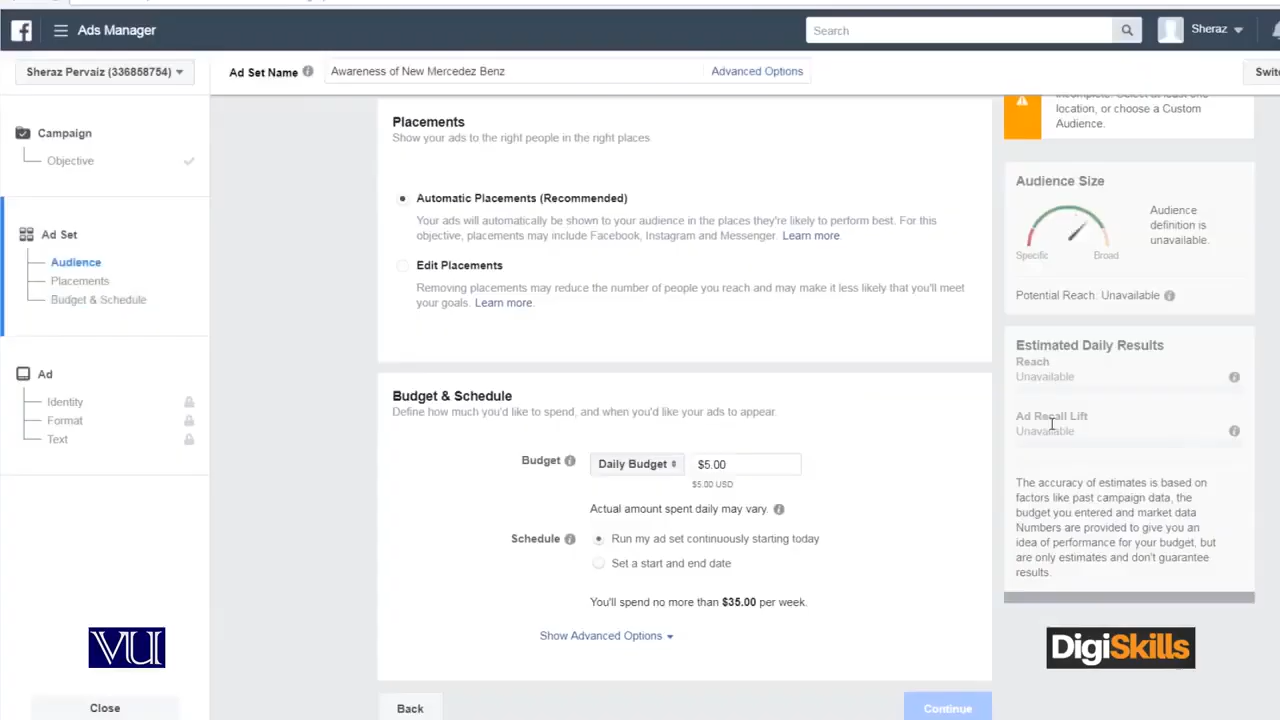 Ads Manager
Search
Sheraz
Sheraz Pervaiz (336858754)
Ad Set Name
Awareness of New Mercedez Benz
Advanced Options
Campaign
Objective
Ad Set
Audience
Placements
Budget & Schedule
Ad
Identity
Format
Text
VU
Close
Placements
Show your ads to the right people in the right places
Automatic Placements (Recommended)
Your ads will automatically be shown to your audience in the places they're likely to perform best. For this
objective, placements may include Facebook, Instagram and Messenger. Learn more.
Edit Placements
Removing placements may reduce the number of people you reach and may make it less likely that you'll meet
your goals. Learn more.
Budget & Schedule
Define how much you'd like to spend, and when you'd like your ads to appear.
Budget
Daily Budget
$5.00
$5.00 USD
Actual amount spent daily may vary.
Schedule
Run my ad set continuously starting today
Set a start and end date
You'll spend no more than $35.00 per week.
Show Advanced Options
Back
Continue
location, or choose a Custom
Audience.
Audience Size
Specific
Broad
Audience
definition is
unavailable.
Potential Reach: Unavailable
Estimated Daily Results
Reach
Unavailable
Ad Recall Lift
Unavailable
The accuracy of estimates is based on
factors like past campaign data, the
budget you entered and market data
Numbers are provided to give you an
idea of performance for your budget, but
are only estimates and don't guarantee
results.
DigiSkills